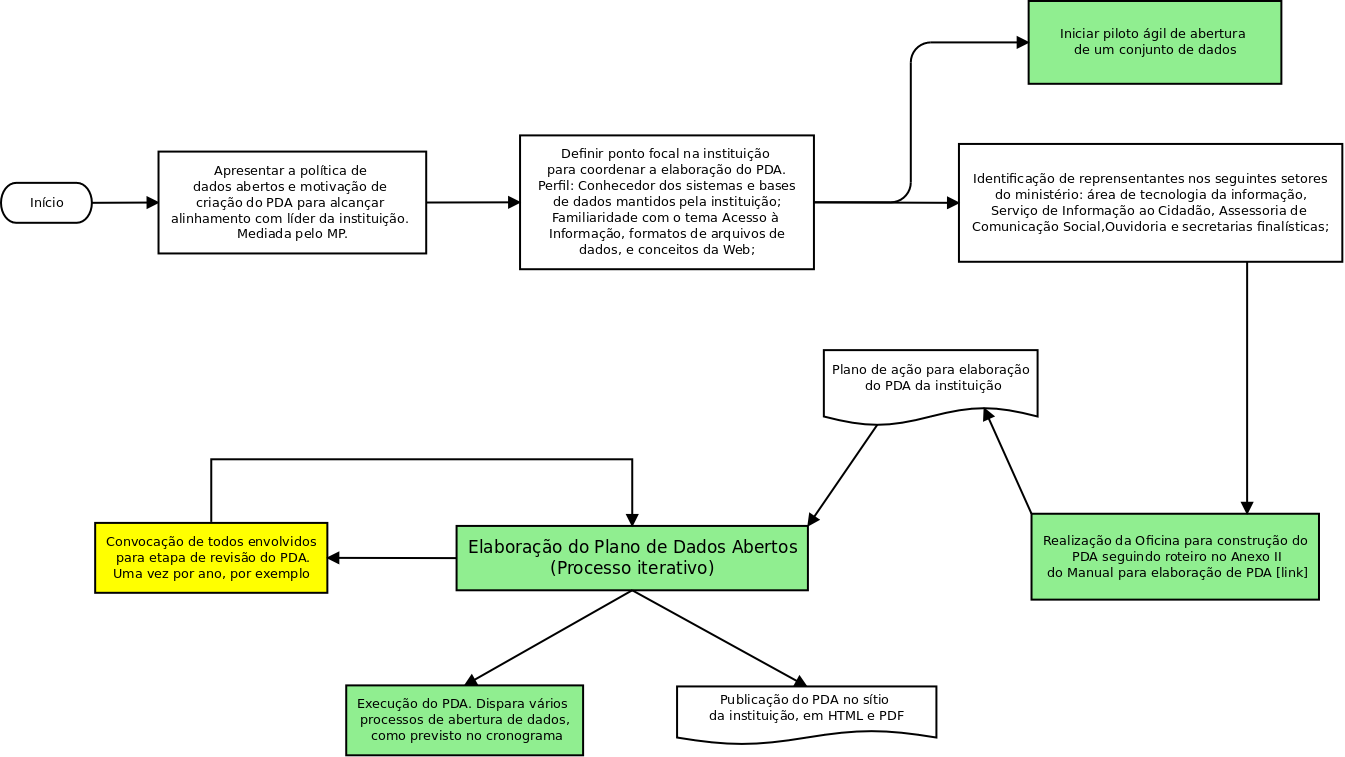 Iniciar piloto ágil de abertura
de um conjunto de dados
Início
Apresentar a política de
dados abertos e motivação de
criação do PDA para alcançar
alinhamento com líder da instituição.
Mediada pelo MP.
Definir ponto focal na instituição
para coordenar a elaboração do PDA.
Perfil: Conhecedor dos sistemas e bases
de dados mantidos pela instituição;
Familiaridade com o tema Acesso à
Informação, formatos de arquivos de
dados, e conceitos da Web;
Identificação de reprensentantes nos seguintes setores
do ministério: área de tecnologia da informação,
Serviço de Informação ao Cidadão, Assessoria de
Comunicação Social,Ouvidoria e secretarias finalísticas;
Plano de ação para elaboração
do PDA da instituição
Realização da Oficina para construção do
PDA seguindo roteiro no Anexo II
do Manual para elaboração de PDA [link]
Elaboração do Plano de Dados Abertos
(Processo iterativo)
Convocação de todos envolvidos
para etapa de revisão do PDA.
Uma vez por ano, por exemplo
Execução do PDA. Dispara vários
processos de abertura de dados,
como previsto no cronograma
Publicação do PDA no sítio
da instituição, em HTML e PDF